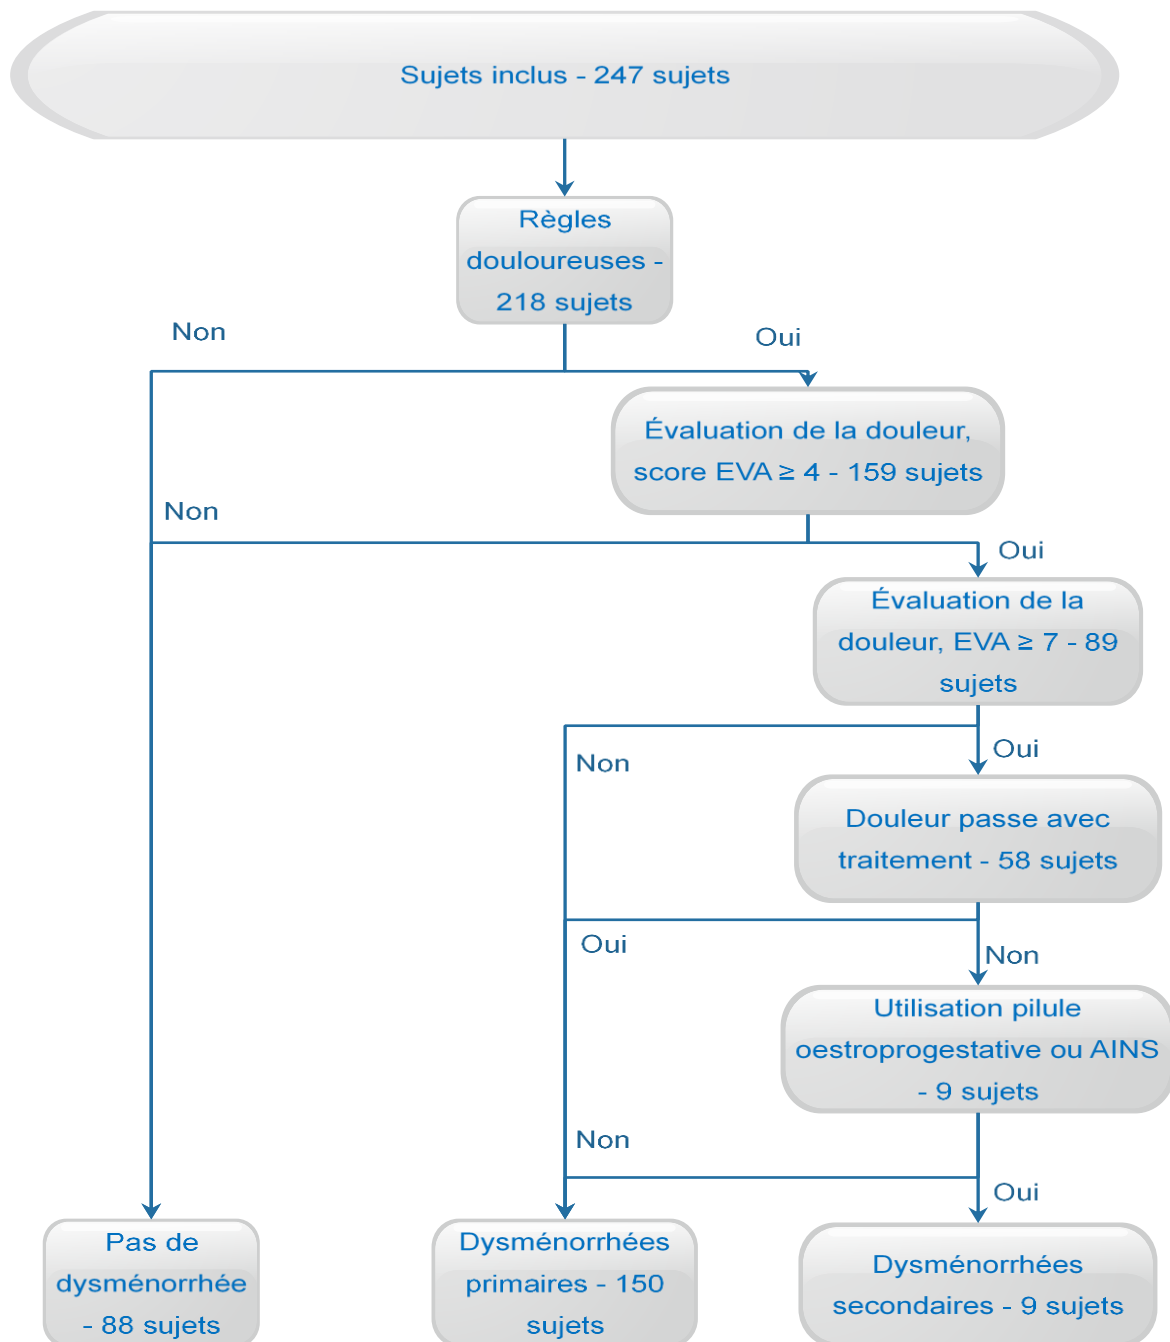 Sujets inclus - 247 sujets
Règles
douloureuses -
218 sujets
Non
Oui
Évaluation de la douleur,
score EVA ≥ 4 - 159 sujets
Non
Oui
Évaluation de la
douleur, EVA ≥ 7 - 89
sujets
Non
Oui
Douleur passe avec
traitement - 58 sujets
Oui
Non
Utilisation pilule
oestroprogestative ou AINS
- 9 sujets
Non
Oui
Pas de
dysménorrhée
- 88 sujets
Dysménorrhées
primaires - 150
sujets
Dysménorrhées
secondaires - 9 sujets